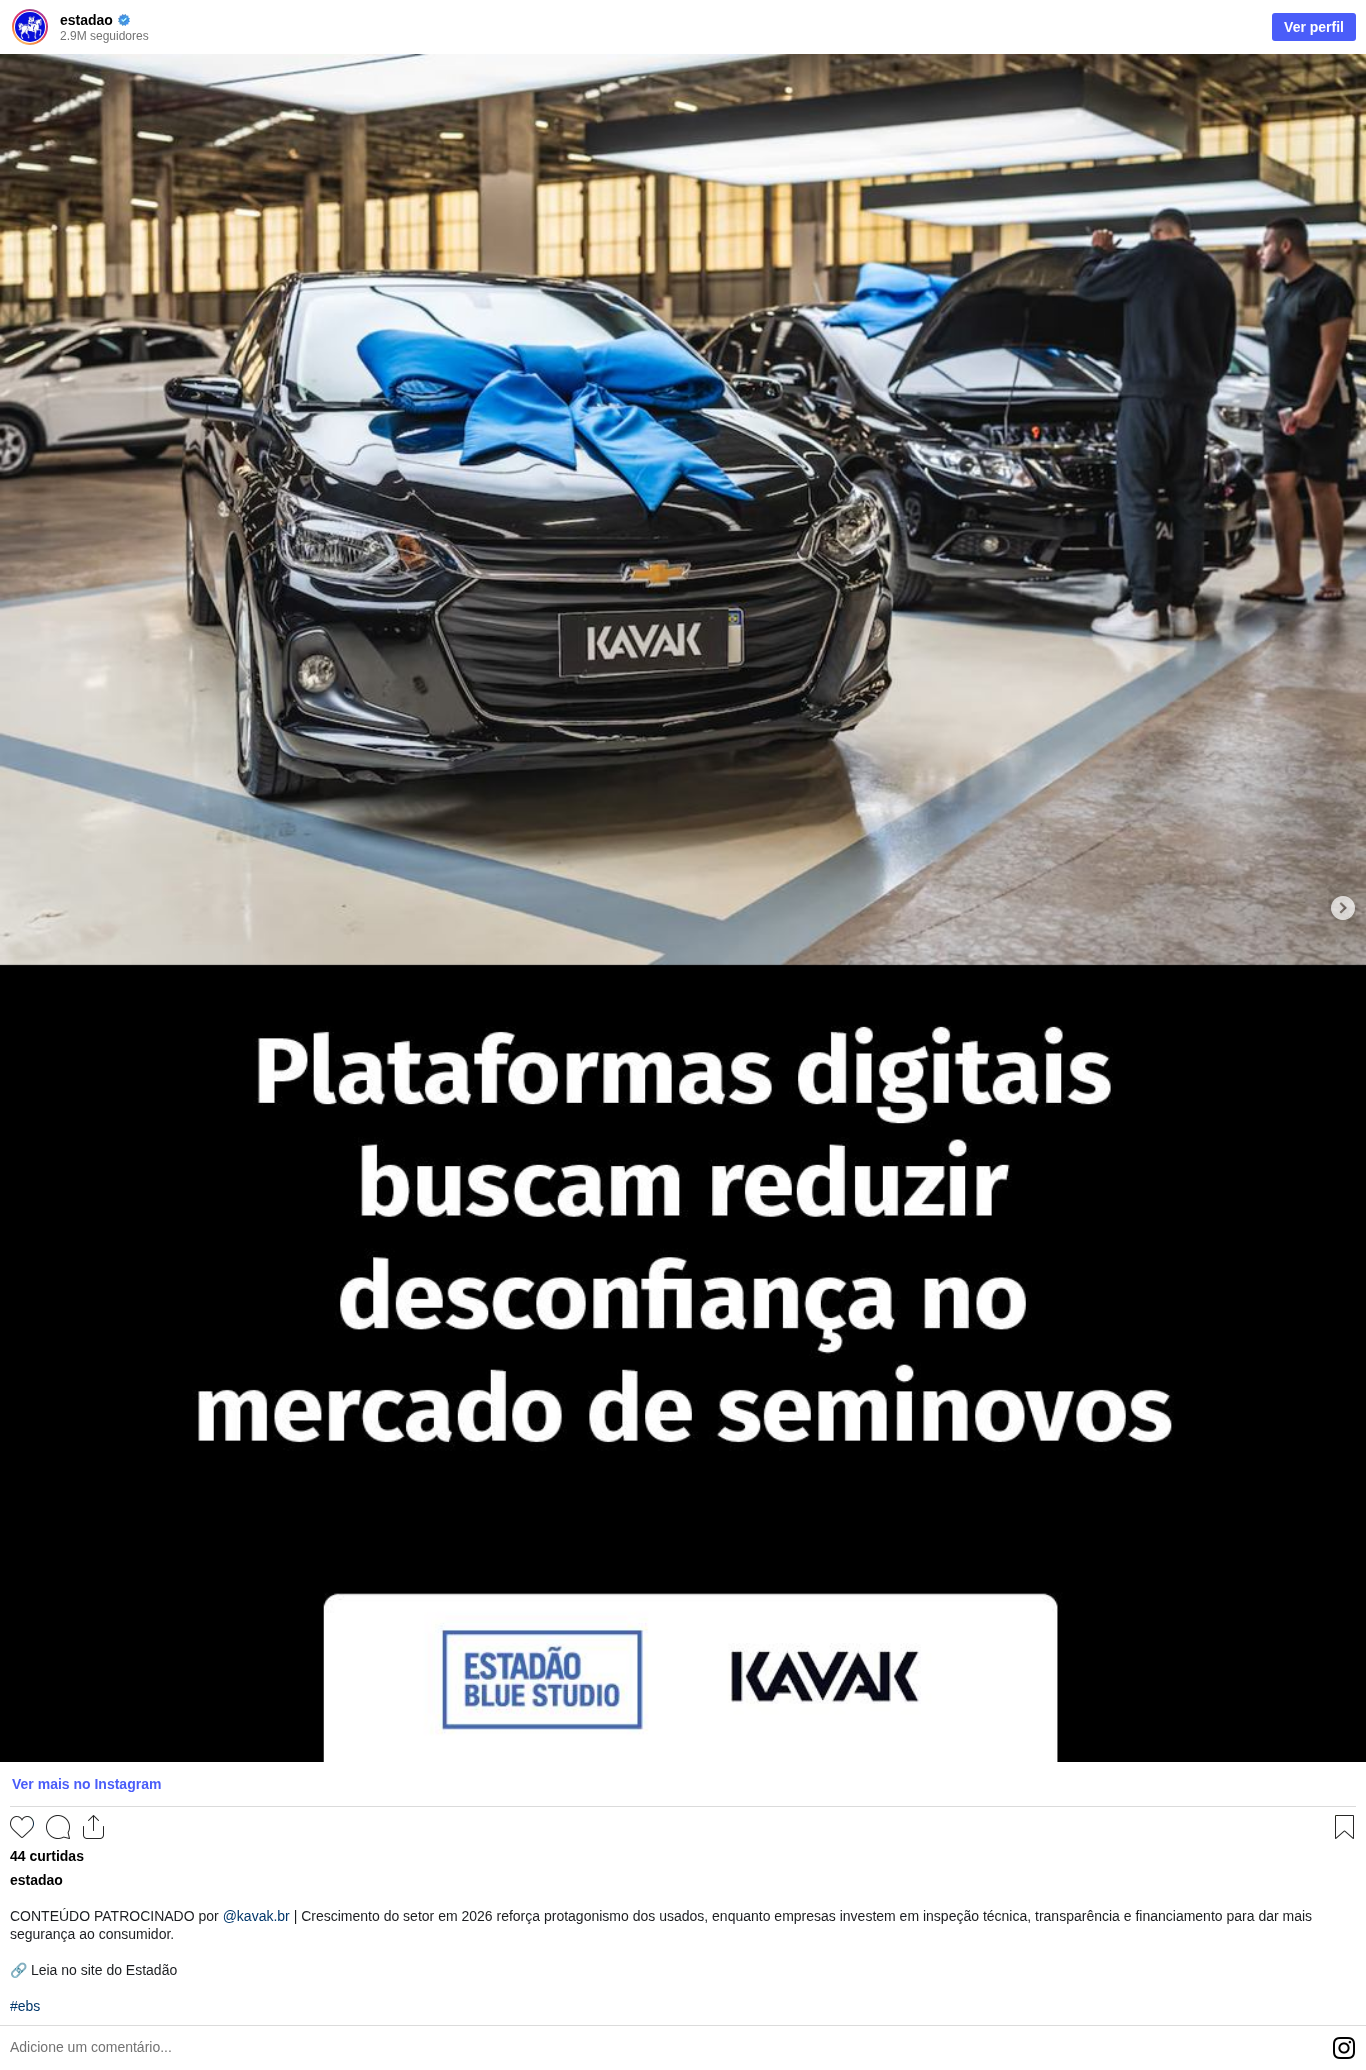 estadao
2.9M seguidores
Ver perfil
KAVAK
Plataformas digitais
buscam reduzir
desconfiança no
mercado de seminovos
ESTADÃO
BLUE STUDIO
KAVAK
Ver mais no Instagram
44 curtidas
estadao
CONTEÚDO PATROCINADO por @kavak.br | Crescimento do setor em 2026 reforça protagonismo dos usados, enquanto empresas investem em inspeção técnica, transparência e financiamento para dar mais
segurança ao consumidor.
🔗 Leia no site do Estadão
#ebs
Adicione um comentário...